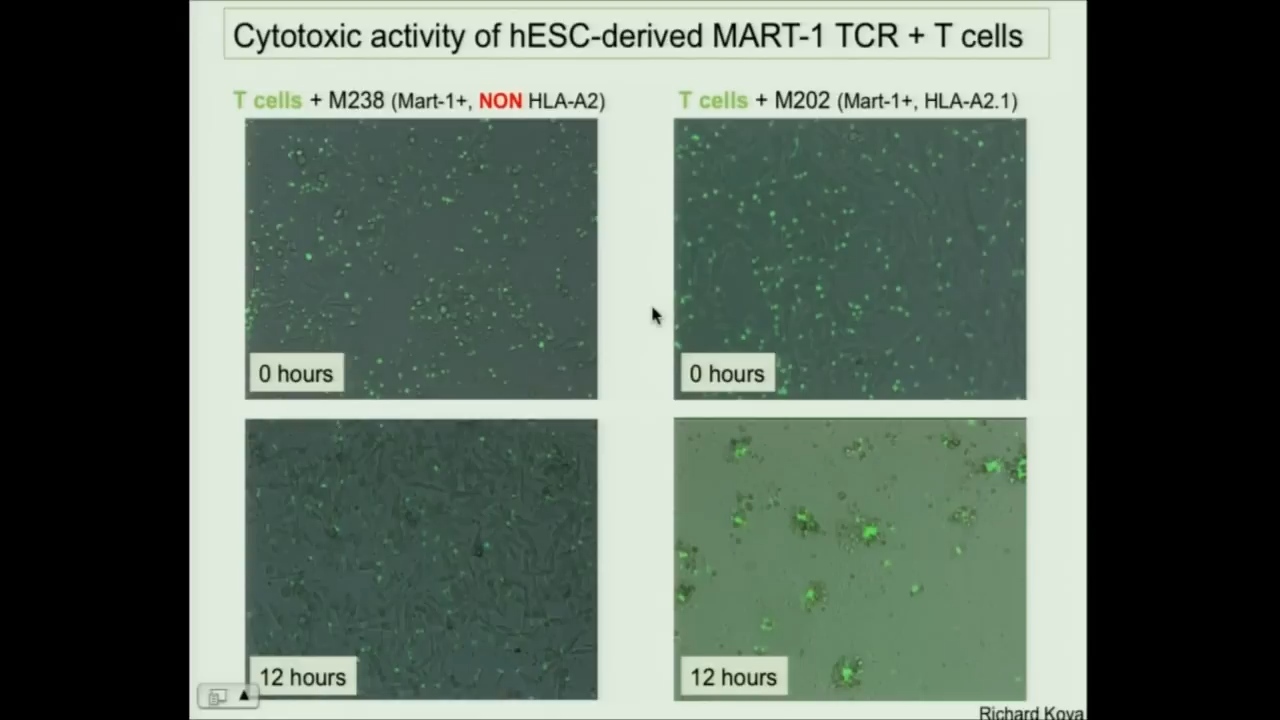 Cytotoxic activity of hESC-derived MART-1 TCR + T cells
T cells + M238 (Mart-1+, NON HLA-A2)
T cells + M202 (Mart-1+, HLA-A2.1)
0 hours
0 hours
12 hours
12 hours
Richard Koya